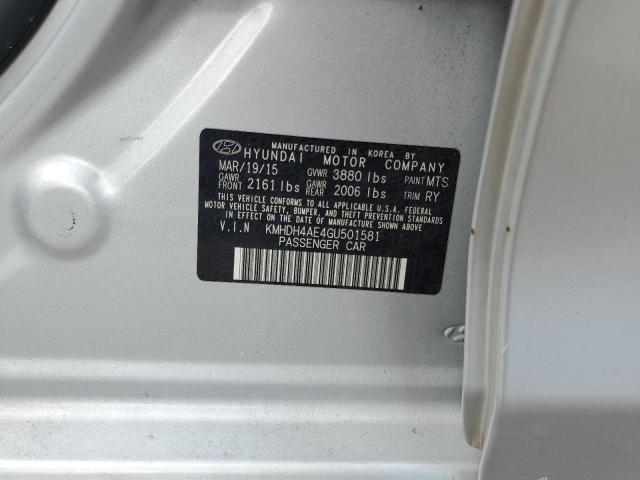 MANUFACTURED IN KOREA BY
HYUNDAI MOTOR COMPANY
MAR/19/15 GVWR 3880 lbs PAINT MTS
GAWR FRONT 2161 lbs GAWR REAR 2006 lbs TRIM RY
THIS VEHICLE CONFORMS TO ALL APPLICABLE U.S.A. FEDERAL
MOTOR VEHICLE SAFETY, BUMPER, AND THEFT PREVENTION STANDARDS
IN EFFECT ON THE DATE OF MANUFACTURE SHOWN ABOVE.
V.I.N KMHDH4AE4GU501581
PASSENGER CAR